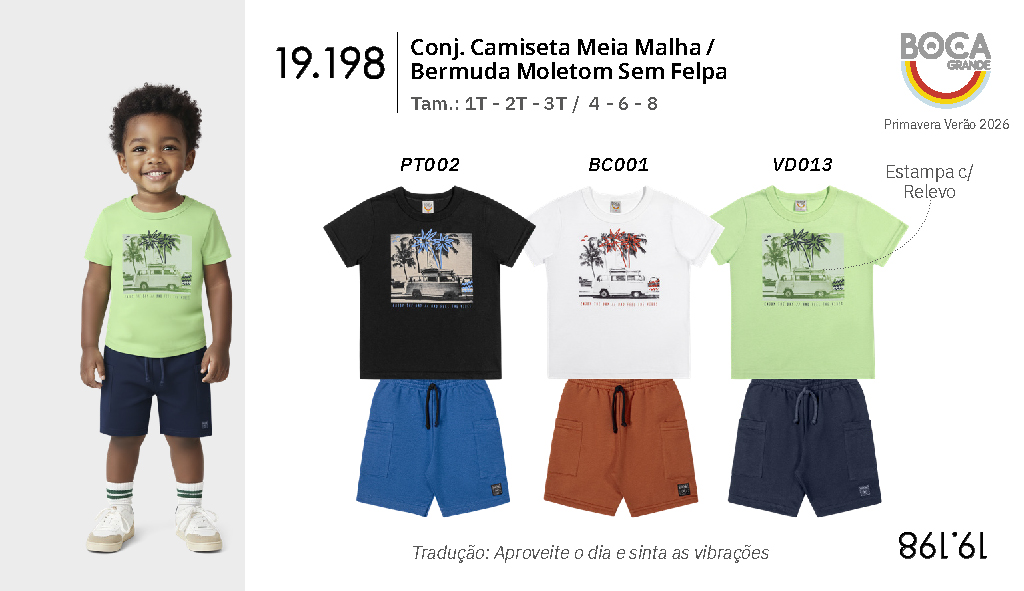 19.198
Conj. Camiseta Meia Malha /
Bermuda Moletom Sem Felpa
Tam.: 1T - 2T - 3T / 4 - 6 - 8
BOCA
GRANDE
Primavera Verão 2026
PT002
BC001
VD013
Estampa c/
Relevo
Tradução: Aproveite o dia e sinta as vibrações
19.198